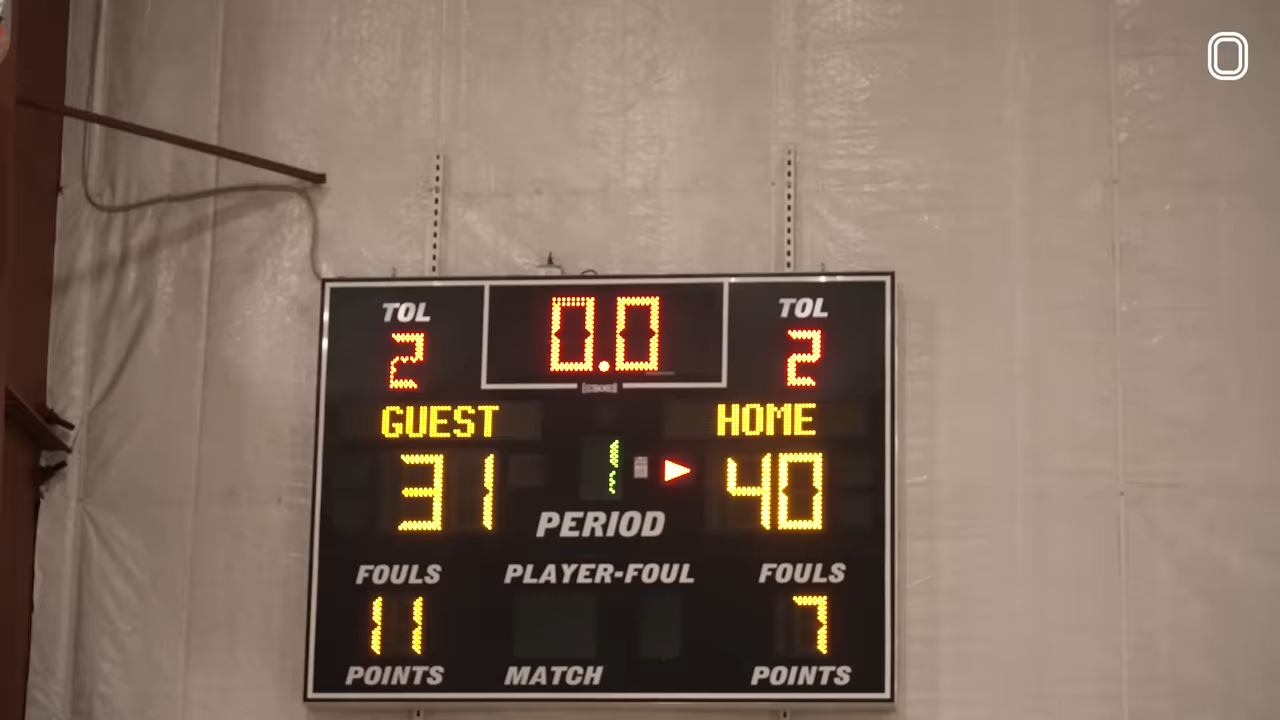 TOL 0.0 TOL
2 2
GUEST HOME
31 1 40
PERIOD
FOULS PLAYER-FOUL FOULS
11 7
POINTS MATCH POINTS